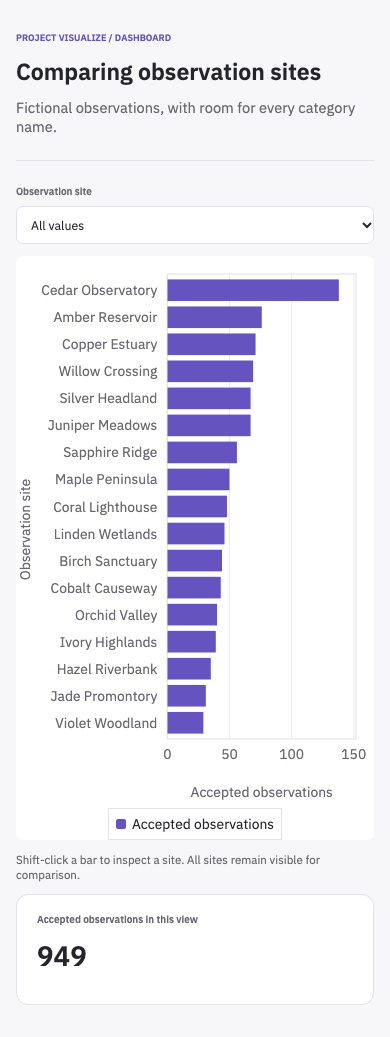 PROJECT VISUALIZE / DASHBOARD
Comparing observation sites
Fictional observations, with room for every category
name.
Observation site
All values
Observation site
Cedar Observatory
Amber Reservoir
Copper Estuary
Willow Crossing
Silver Headland
Juniper Meadows
Sapphire Ridge
Maple Peninsula
Coral Lighthouse
Linden Wetlands
Birch Sanctuary
Cobalt Causeway
Orchid Valley
Ivory Highlands
Hazel Riverbank
Jade Promontory
Violet Woodland
0 50 100 150
Accepted observations
Accepted observations
Shift-click a bar to inspect a site. All sites remain visible for
comparison.
Accepted observations in this view
949